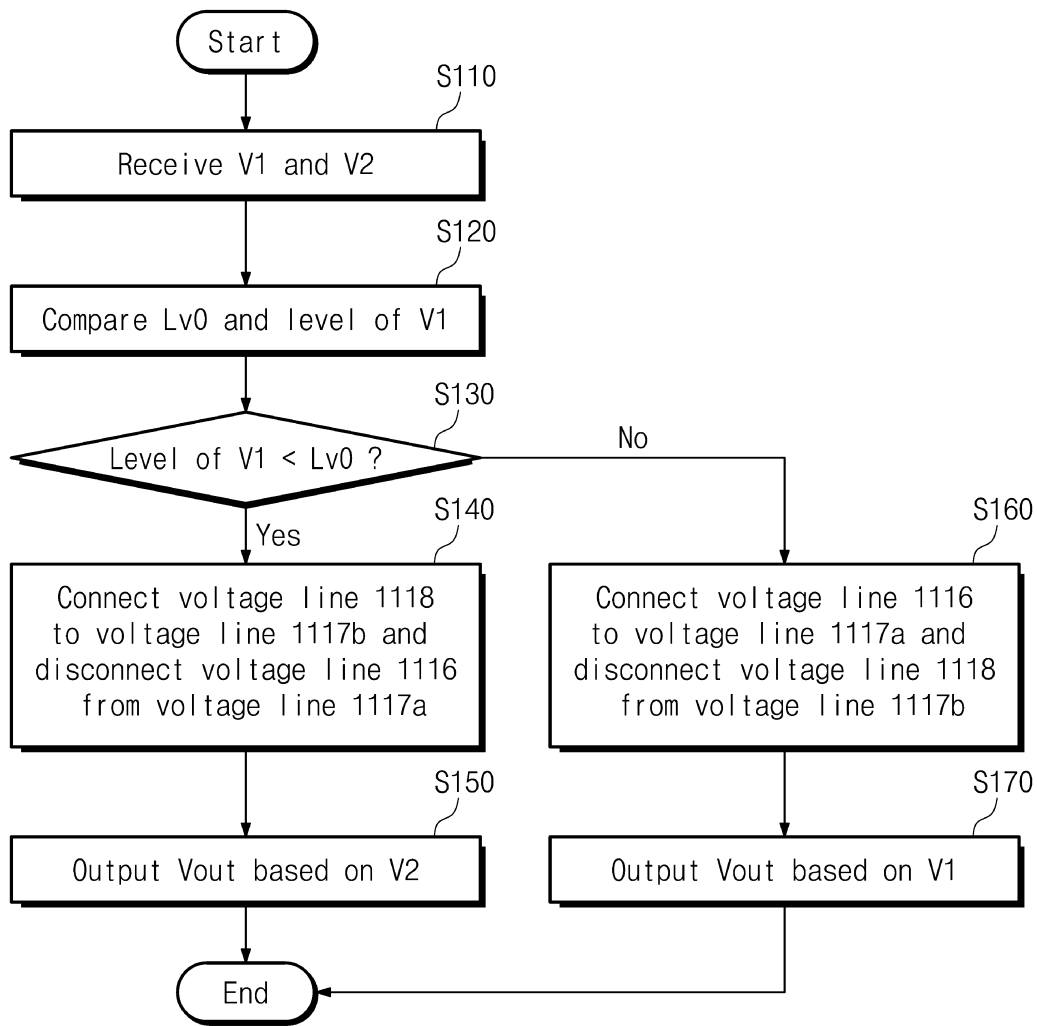 Start
S110
Receive V1 and V2
S120
Compare Lv0 and level of V1
S130
Level of V1 < Lv0 ?
No
Yes
S140
Connect voltage line 1118
to voltage line 1117b and
disconnect voltage line 1116
from voltage line 1117a
S160
Connect voltage line 1116
to voltage line 1117a and
disconnect voltage line 1118
from voltage line 1117b
S150
Output Vout based on V2
S170
Output Vout based on V1
End